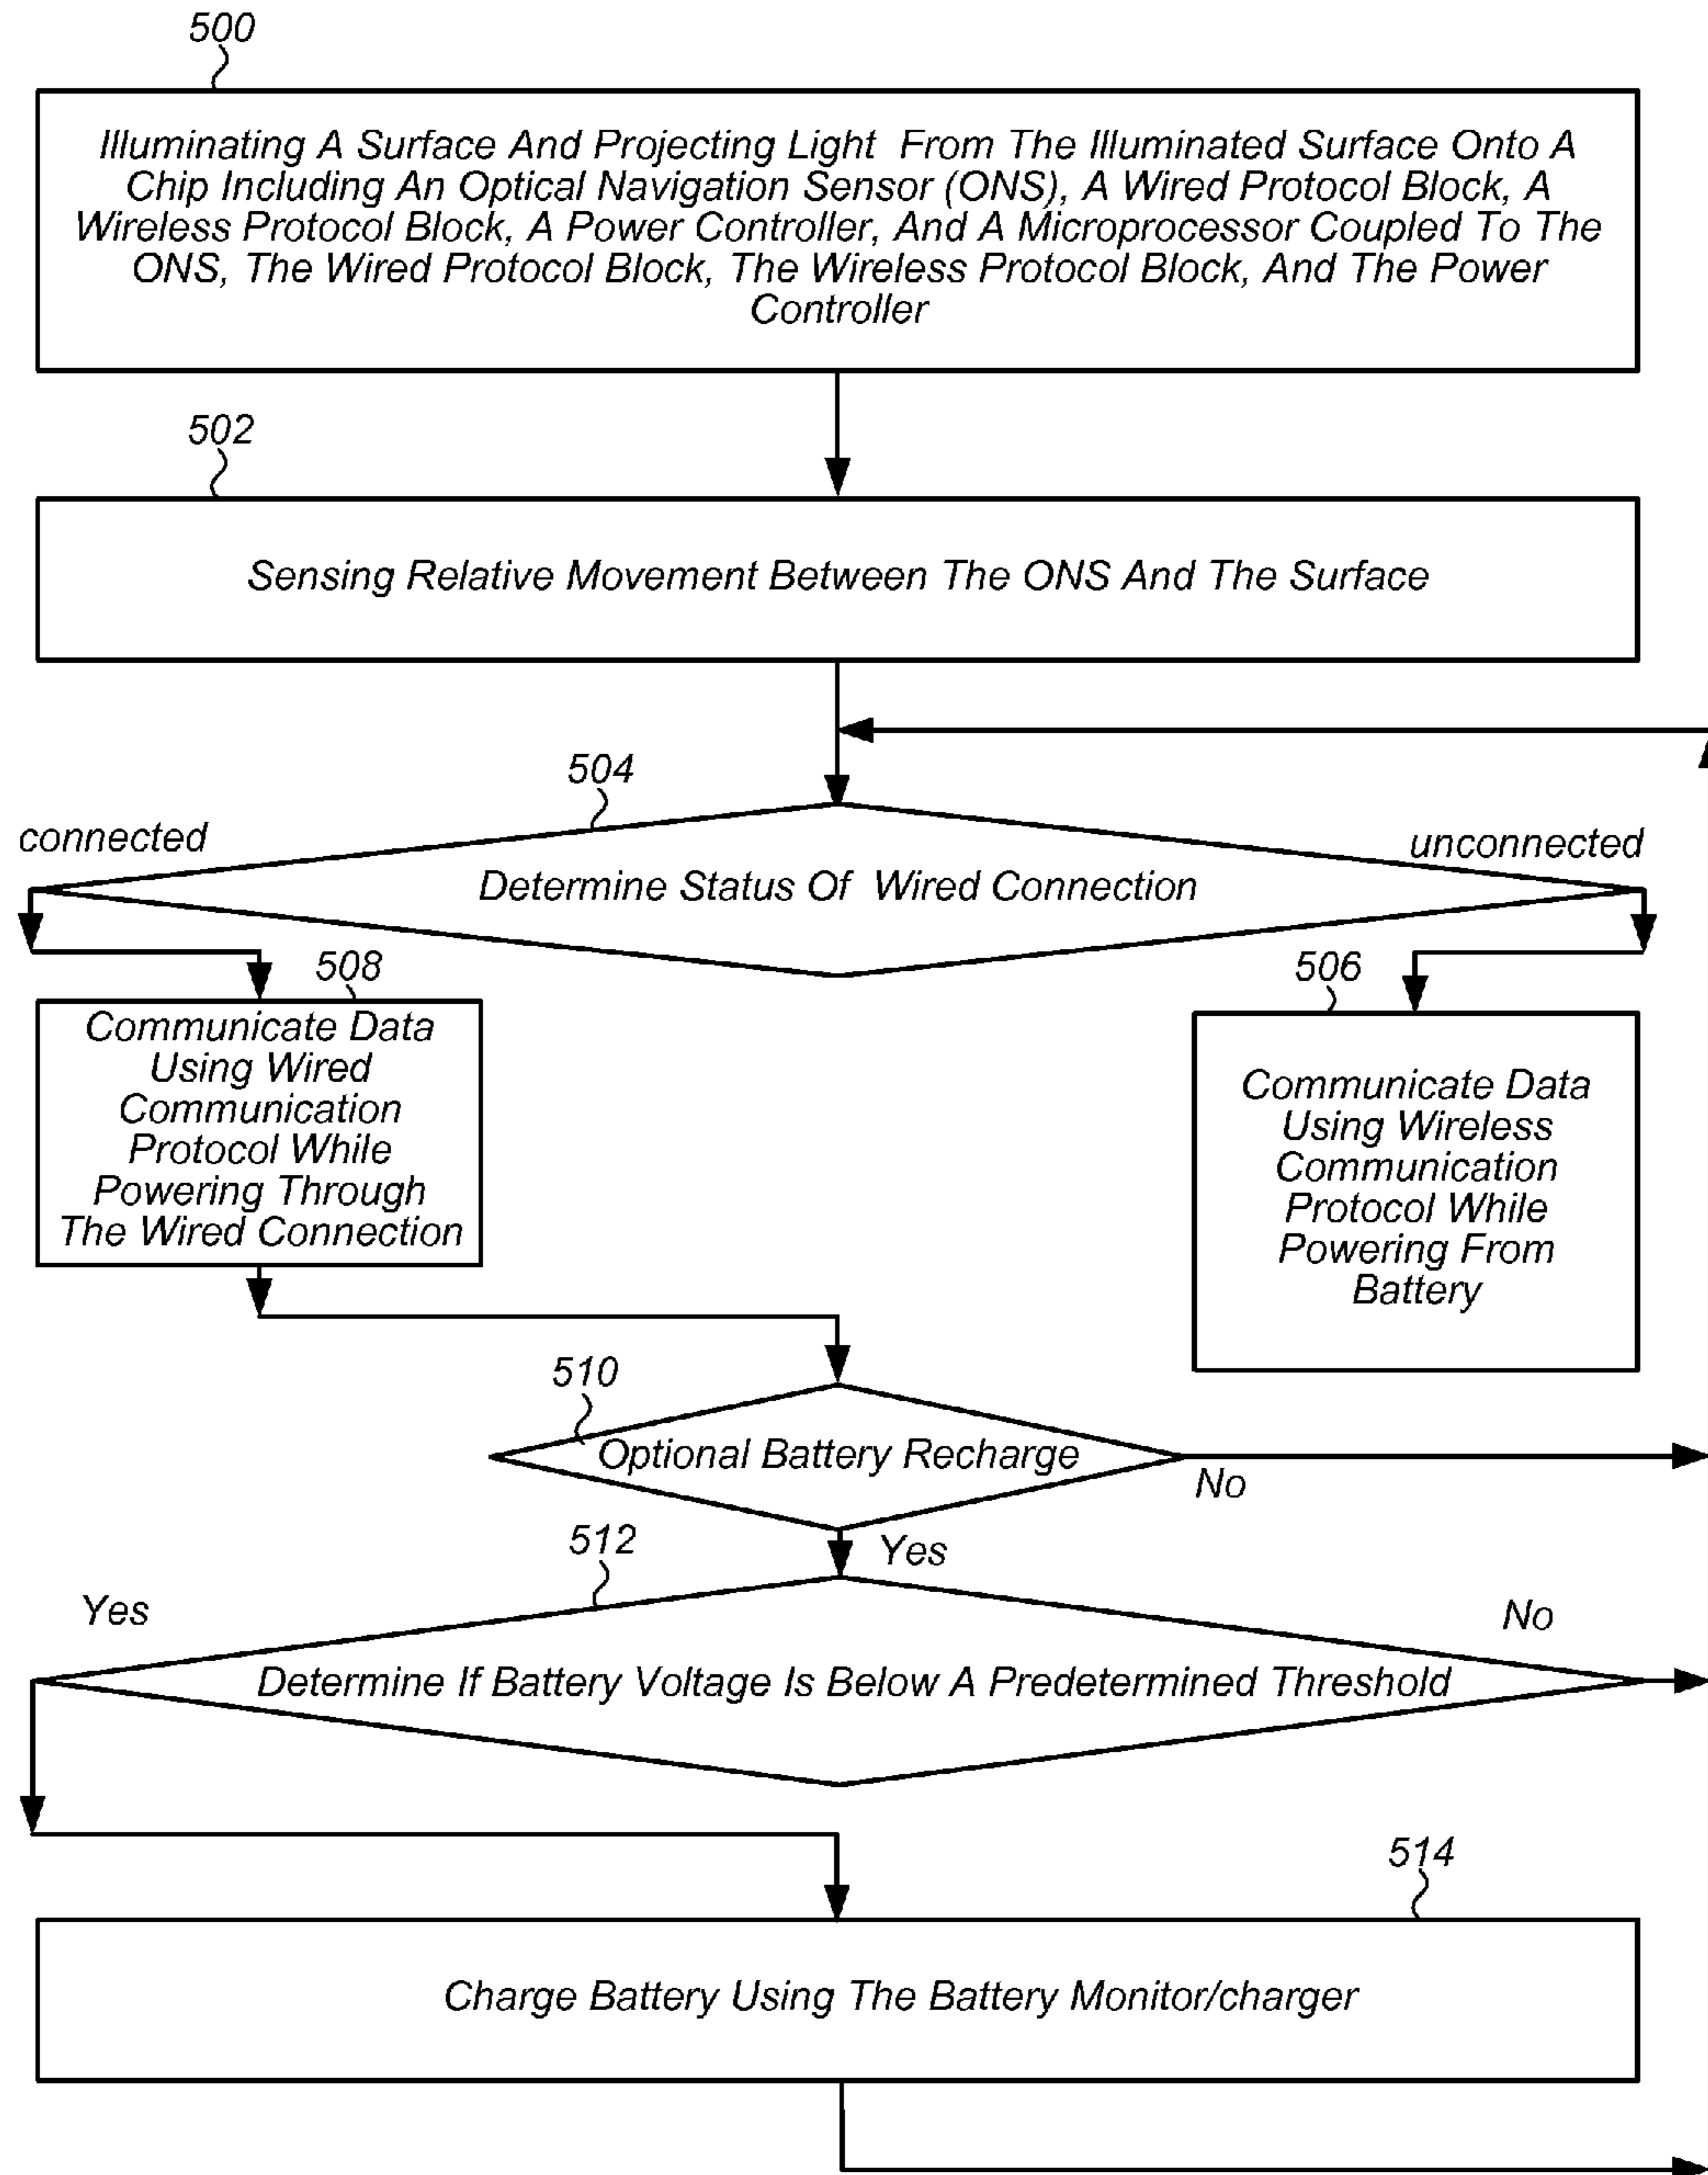 500
Illuminating A Surface And Projecting Light From The Illuminated Surface Onto A
Chip Including An Optical Navigation Sensor (ONS), A Wired Protocol Block, A
Wireless Protocol Block, A Power Controller, And A Microprocessor Coupled To The
ONS, The Wired Protocol Block, The Wireless Protocol Block, And The Power
Controller
502
Sensing Relative Movement Between The ONS And The Surface
504
connected
unconnected
Determine Status Of Wired Connection
508
Communicate Data
Using Wired
Communication
Protocol While
Powering Through
The Wired Connection
506
Communicate Data
Using Wireless
Communication
Protocol While
Powering From
Battery
510
Optional Battery Recharge
No
Yes
512
Yes
No
Determine If Battery Voltage Is Below A Predetermined Threshold
514
Charge Battery Using The Battery Monitor/charger